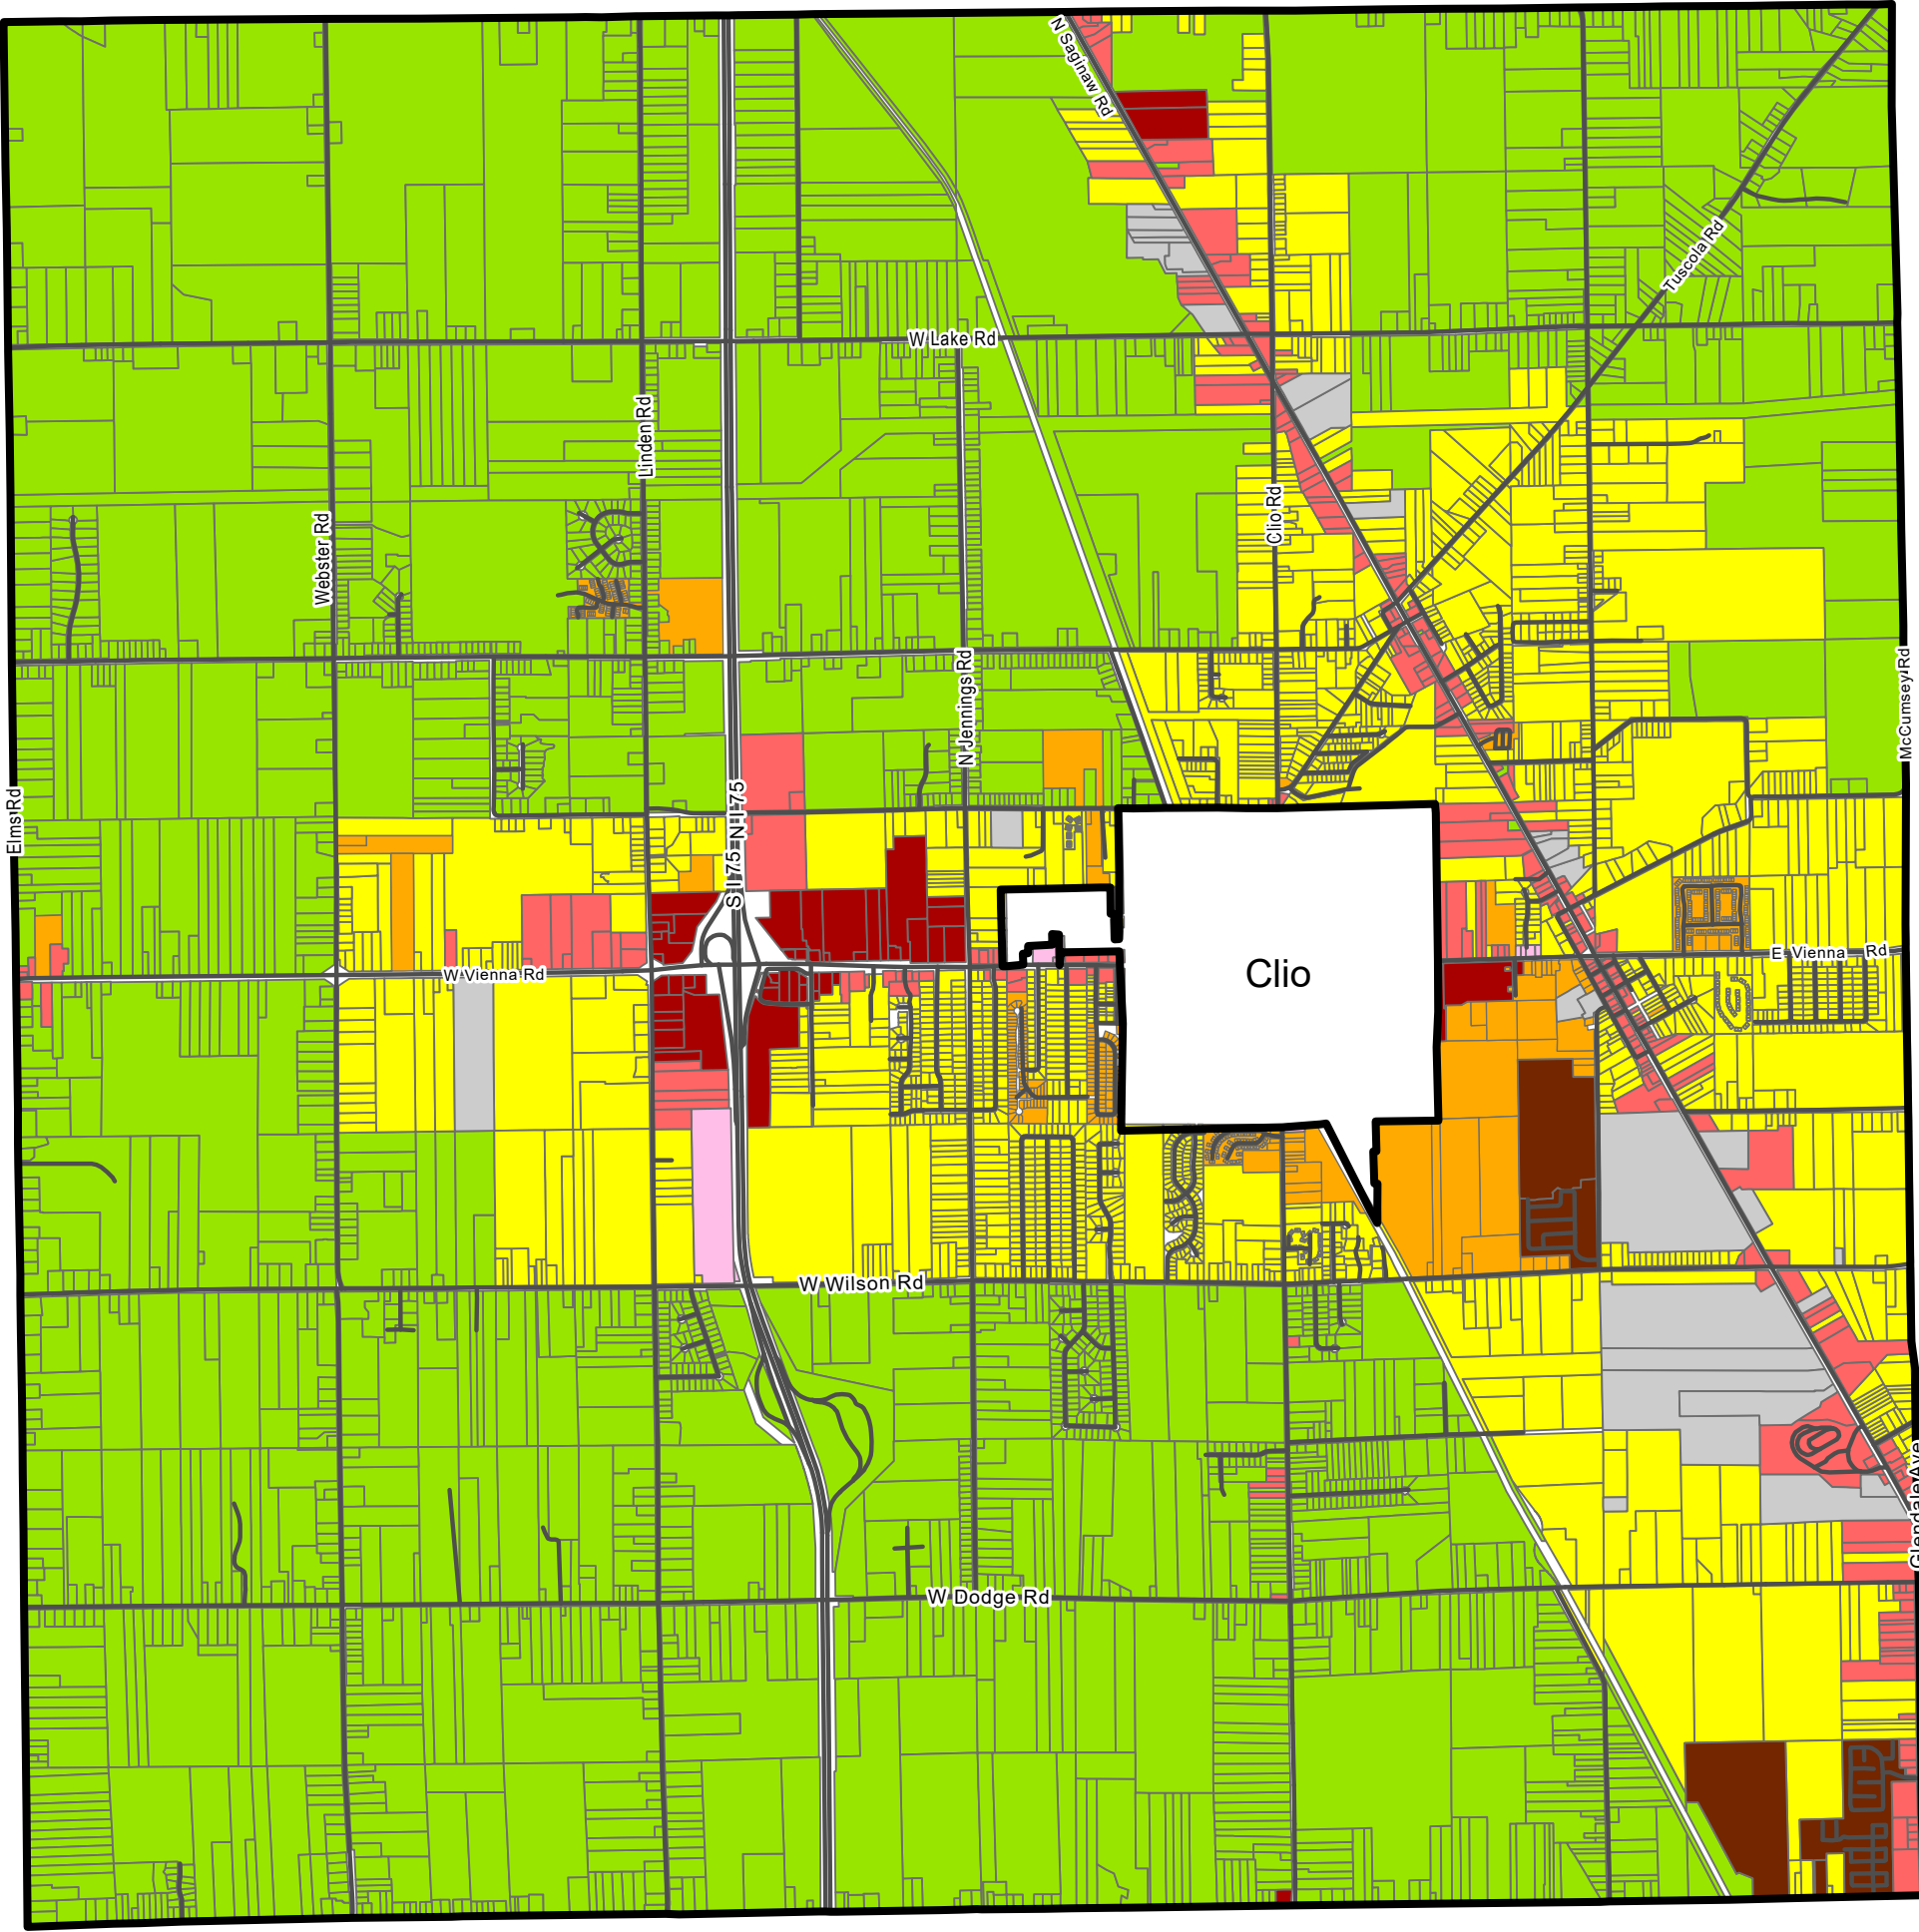 N Saginaw Rd
Tuscola Rd
W Lake Rd
Linden Rd
Clio Rd
Webster Rd
N Jennings Rd
McCumsey Rd
Elms Rd
S I 75 N I 75
W Vienna Rd
E Vienna Rd
Clio
W Wilson Rd
Glendale Ave
W Dodge Rd